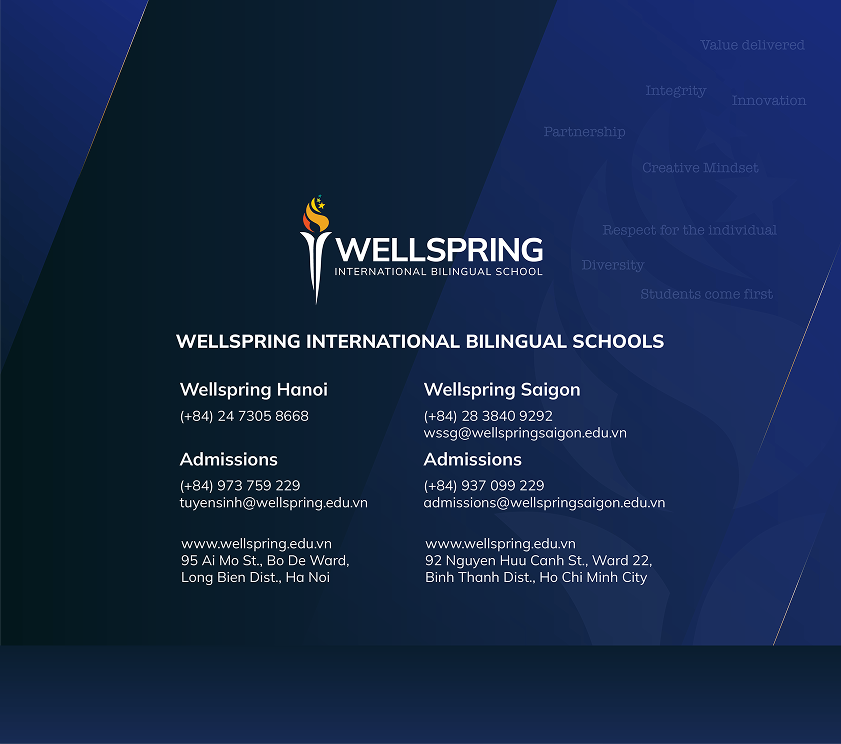 Value delivered
Integrity
Innovation
Partnership
Creative Mindset
Respect for the individual
Diversity
Students come first
WELLSPRING
INTERNATIONAL BILINGUAL SCHOOL
WELLSPRING INTERNATIONAL BILINGUAL SCHOOLS
Wellspring Hanoi
(+84) 24 7305 8668
Admissions
(+84) 973 759 229
tuyensinh@wellspring.edu.vn
www.wellspring.edu.vn
95 Ai Mo St., Bo De Ward,
Long Bien Dist., Ha Noi
Wellspring Saigon
(+84) 28 3840 9292
wssg@wellspringsaigon.edu.vn
Admissions
(+84) 937 099 229
admissions@wellspringsaigon.edu.vn
www.wellspring.edu.vn
92 Nguyen Huu Canh St., Ward 22,
Binh Thanh Dist., Ho Chi Minh City